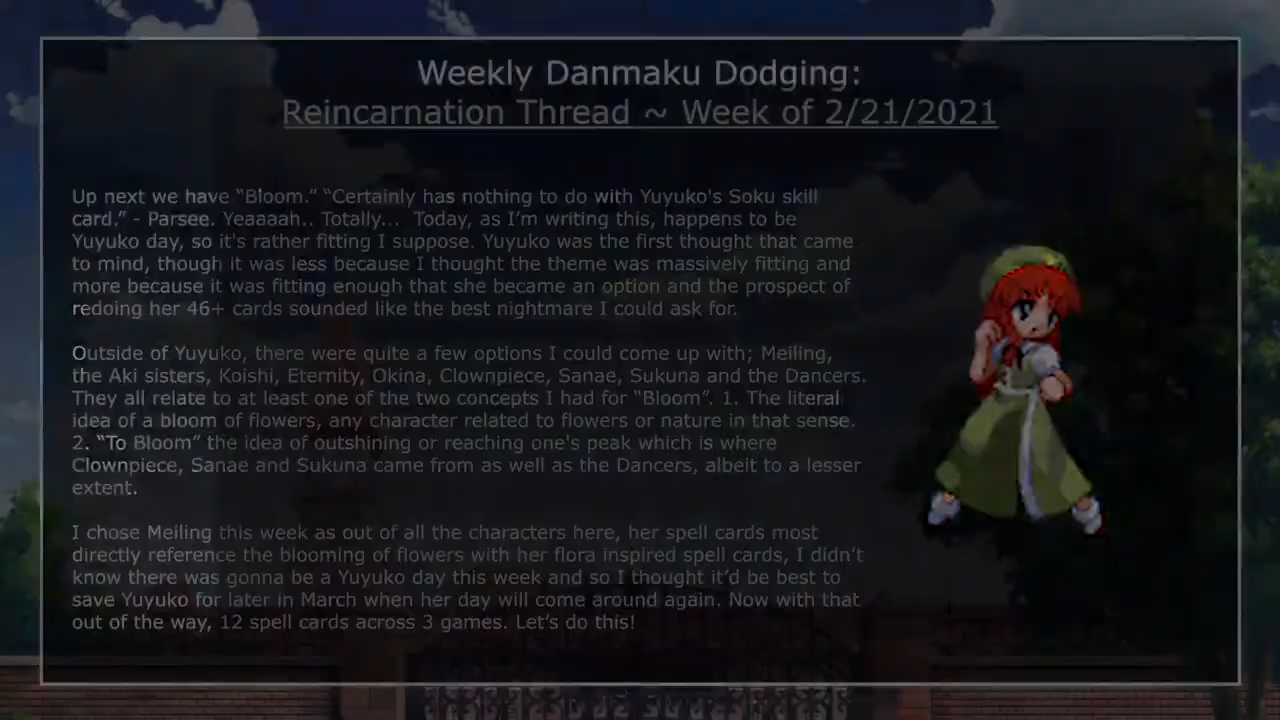 Weekly Danmaku Dodging:
Reincarnation Thread ~ Week of 2/21/2021
Up next we have “Bloom.” “Certainly has nothing to do with Yuyuko's Soku skill
card.” - Parsee. Yeaaaah.. Totally... Today, as I’m writing this, happens to be
Yuyuko day, so it's rather fitting I suppose. Yuyuko was the first thought that came
to mind, though it was less because I thought the theme was massively fitting and
more because it was fitting enough that she became an option and the prospect of
redoing her 46+ cards sounded like the best nightmare I could ask for.
Outside of Yuyuko, there were quite a few options I could come up with; Meiling,
the Aki sisters, Koishi, Eternity, Okina, Clownpiece, Sanae, Sukuna and the Dancers.
They all relate to at least one of the two concepts I had for “Bloom”. 1. The literal
idea of a bloom of flowers, any character related to flowers or nature in that sense.
2. “To Bloom” the idea of outshining or reaching one's peak which is where
Clownpiece, Sanae and Sukuna came from as well as the Dancers, albeit to a lesser
extent.
I chose Meiling this week as out of all the characters here, her spell cards most
directly reference the blooming of flowers with her flora inspired spell cards, I didn’t
know there was gonna be a Yuyuko day this week and so I thought it’d be best to
save Yuyuko for later in March when her day will come around again. Now with that
out of the way, 12 spell cards across 3 games. Let’s do this!